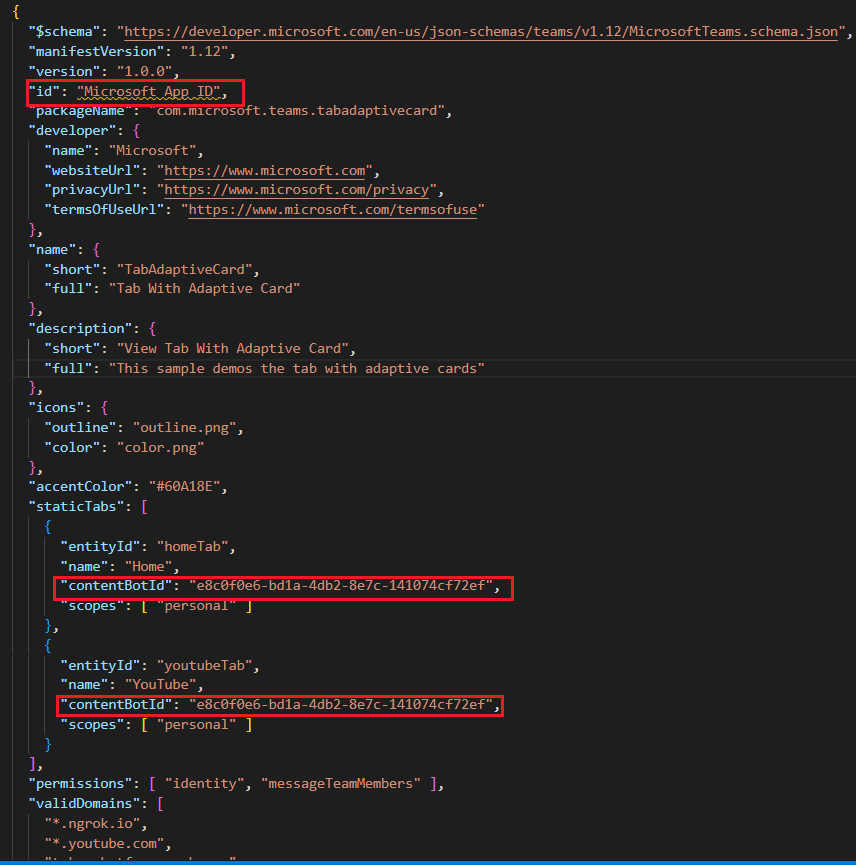 {
"$schema": "https://developer.microsoft.com/en-us/json-schemas/teams/v1.12/MicrosoftTeams.schema.json",
"manifestVersion": "1.12",
"version": "1.0.0",
"id": "Microsoft App ID",
"packageName": "com.microsoft.teams.tabadaptivecard",
"developer": {
"name": "Microsoft",
"websiteUrl": "https://www.microsoft.com",
"privacyUrl": "https://www.microsoft.com/privacy",
"termsOfUseUrl": "https://www.microsoft.com/termsofuse"
},
"name": {
"short": "TabAdaptiveCard",
"full": "Tab With Adaptive Card"
},
"description": {
"short": "View Tab With Adaptive Card",
"full": "This sample demos the tab with adaptive cards"
},
"icons": {
"outline": "outline.png",
"color": "color.png"
},
"accentColor": "#60A18E",
"staticTabs": [
{
"entityId": "homeTab",
"name": "Home",
"contentBotId": "e8c0f0e6-bd1a-4db2-8e7c-141074cf72ef",
"scopes": [ "personal" ]
},
{
"entityId": "youtubeTab",
"name": "YouTube",
"contentBotId": "e8c0f0e6-bd1a-4db2-8e7c-141074cf72ef",
"scopes": [ "personal" ]
}
],
"permissions": [ "identity", "messageTeamMembers" ],
"validDomains": [
"*.ngrok.io",
"*.youtube.com",